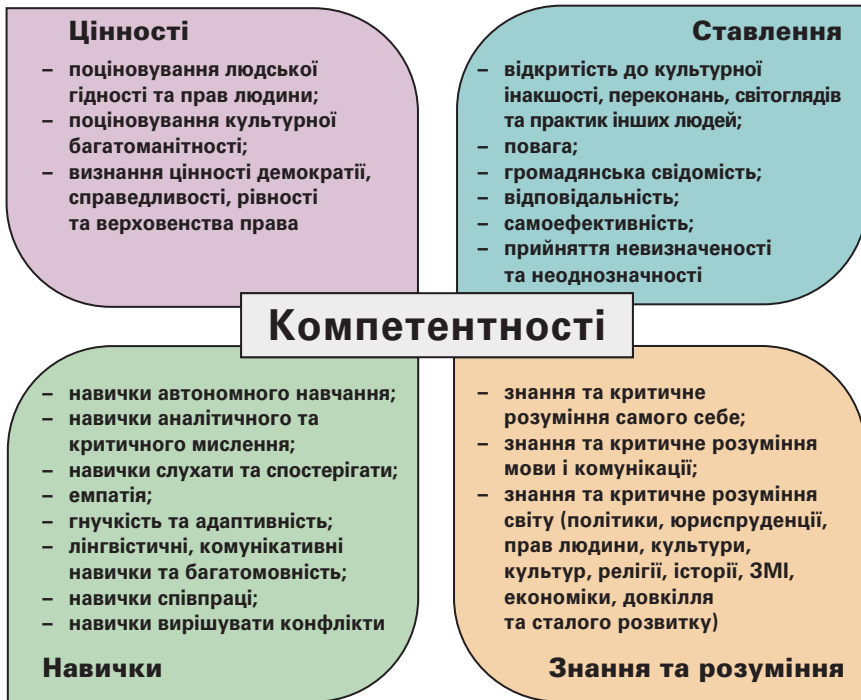 Цінності
– поціновування людської
гідності та прав людини;
– поціновування культурної
багатоманітності;
– визнання цінності демократії,
справедливості, рівності
та верховенства права
Ставлення
– відкритість до культурної
інакшості, переконань, світоглядів
та практик інших людей;
– повага;
– громадянська свідомість;
– відповідальність;
– самоефективність;
– прийняття невизначеності
та неоднозначності
Компетентності
– навички автономного навчання;
– навички аналітичного та
критичного мислення;
– навички слухати та спостерігати;
– емпатія;
– гнучкість та адаптивність;
– лінгвістичні, комунікативні
навички та багатомовність;
– навички співпраці;
– навички вирішувати конфлікти
Навички
– знання та критичне
розуміння самого себе;
– знання та критичне розуміння
мови і комунікації;
– знання та критичне розуміння
світу (політики, юриспруденції,
прав людини, культури,
культур, релігії, історії, ЗМІ,
економіки, довкілля
та сталого розвитку)
Знання та розуміння